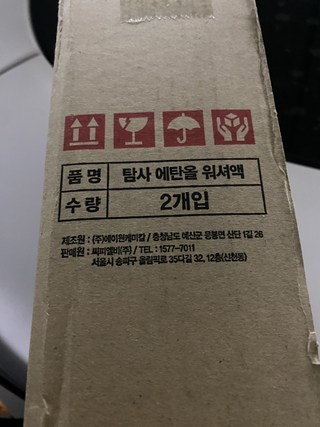 품 명 탐사 에탄올 워셔액
수 량 2개입
제조원 : (주)에이원케미칼 / 충청남도 예산군 응봉면 산단 1길 26
판매원 : 씨피엘비(주) / TEL : 1577-7011
서울시 송파구 올림픽로 35다길 32, 12층(신천동)